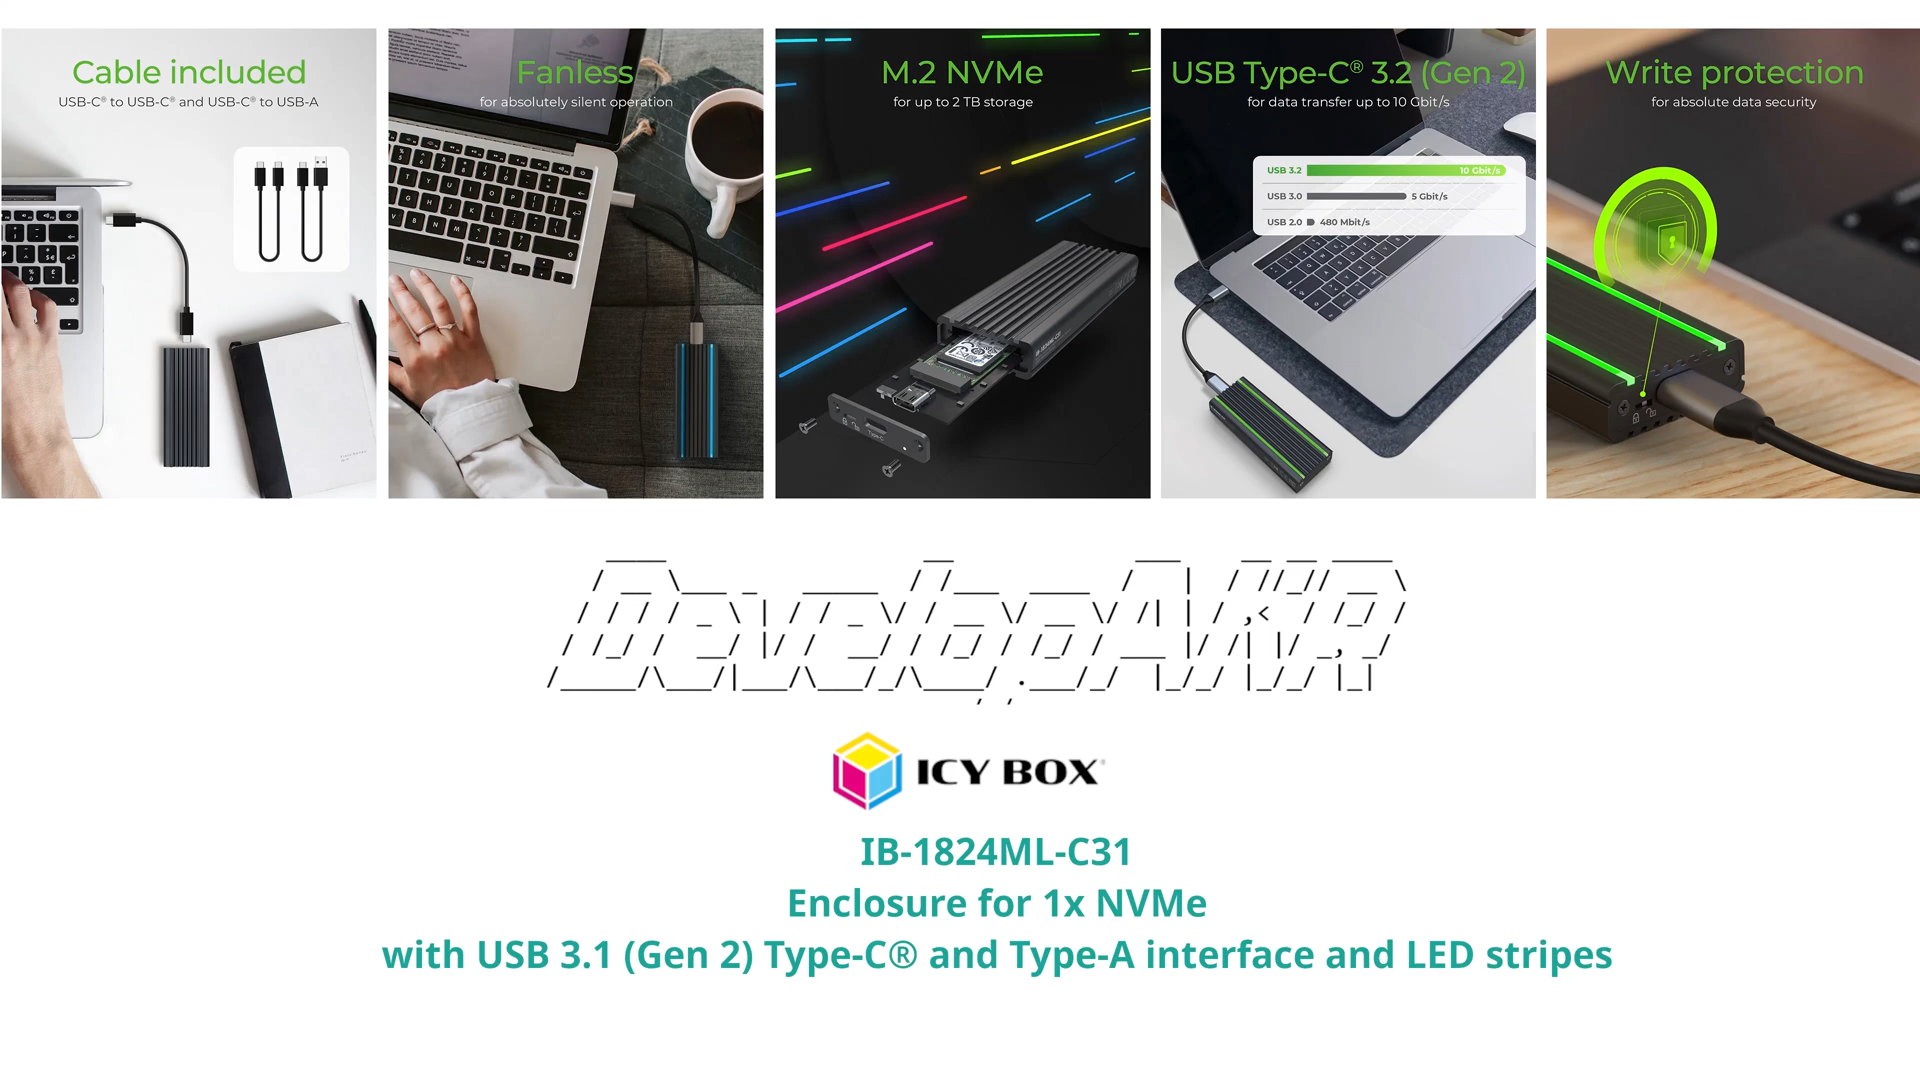 Cable included
USB-C® to USB-C® and USB-C® to USB-A
Fanless
for absolutely silent operation
M.2 NVMe
for up to 2 TB storage
Type-C
USB Type-C® 3.2 (Gen 2)
for data transfer up to 10 Gbit/s
USB 3.2 10 Gbit/s
USB 3.0 5 Gbit/s
USB 2.0 480 Mbit/s
Write protection
for absolute data security
DevelopAKR
ICY BOX®
IB-1824ML-C31
Enclosure for 1x NVMe
with USB 3.1 (Gen 2) Type-C® and Type-A interface and LED stripes